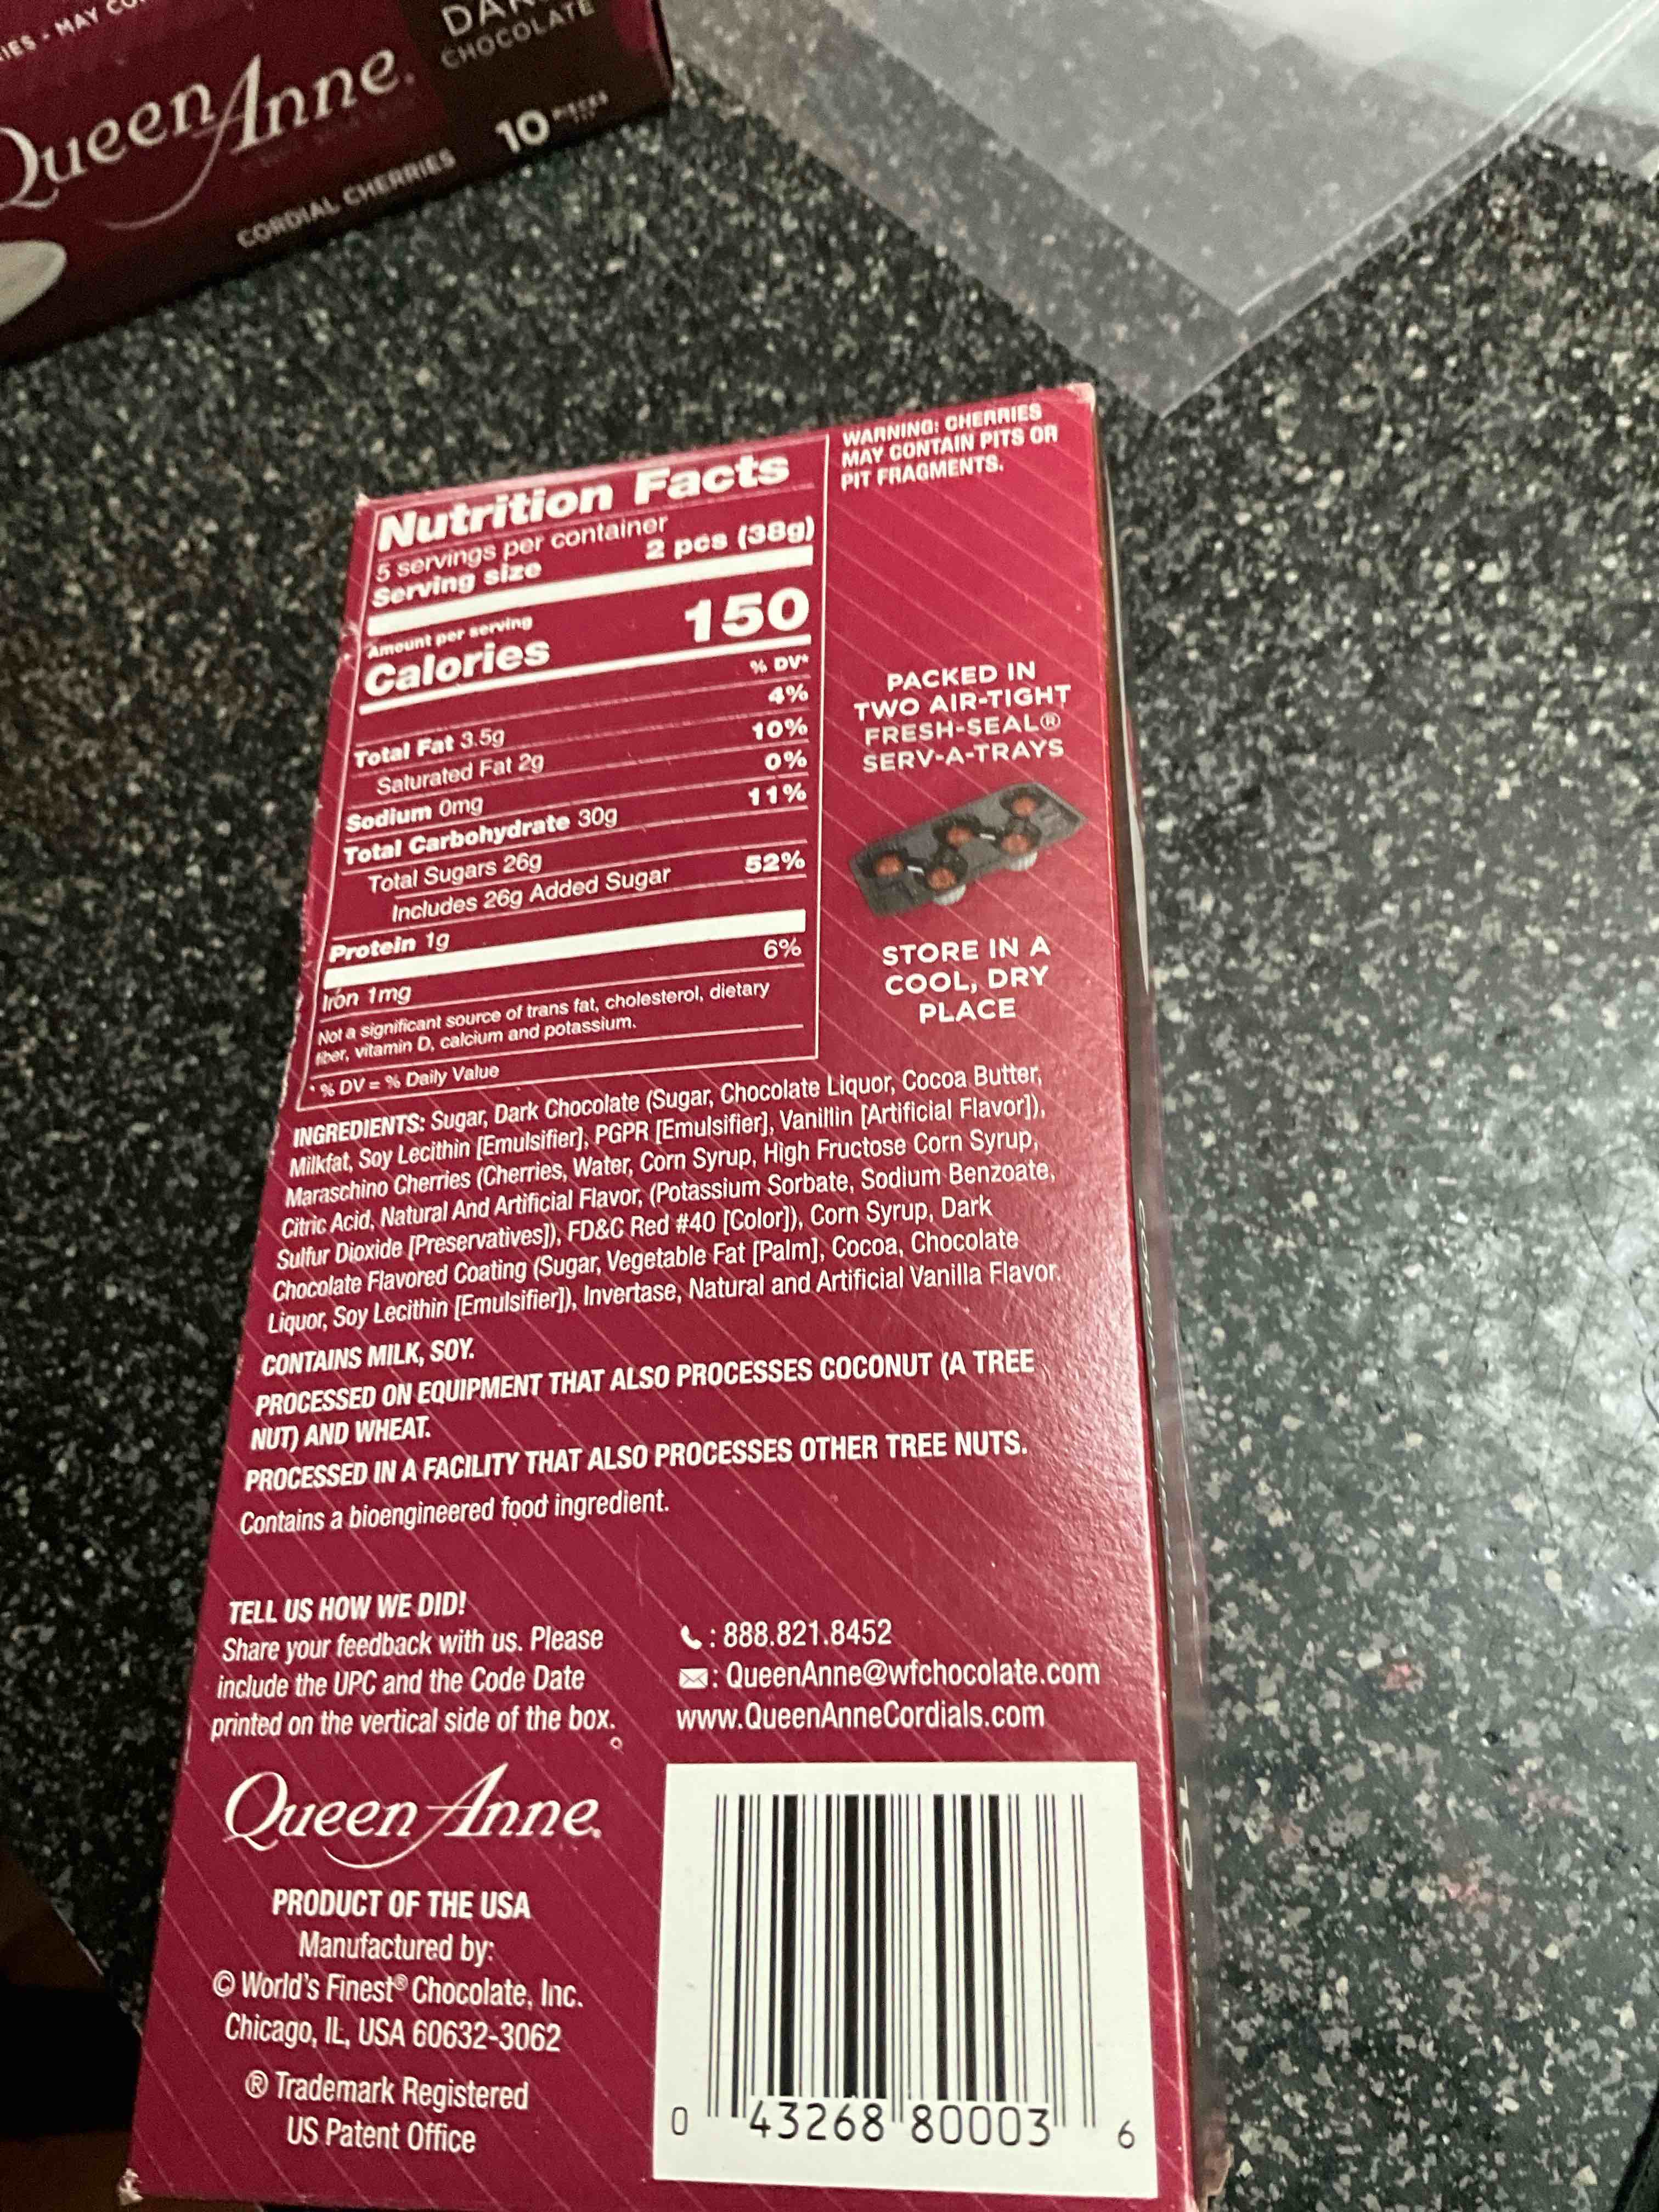 QueenAnne.
CHOCOLATE
CORDIAL CHERRIES
10 PIECES
WARNING: CHERRIES
MAY CONTAIN PITS OR
PIT FRAGMENTS.
Nutrition Facts
5 servings per container
Serving size 2 pcs (38g)
Amount per serving
Calories 150
% DV*
Total Fat 3.5g 4%
Saturated Fat 2g 10%
Sodium 0mg 0%
Total Carbohydrate 30g 11%
Total Sugars 26g
Includes 26g Added Sugar 52%
Protein 1g
Iron 1mg 6%
Not a significant source of trans fat, cholesterol, dietary
fiber, vitamin D, calcium and potassium.
* % DV = % Daily Value
PACKED IN
TWO AIR-TIGHT
FRESH-SEAL®
SERV-A-TRAYS
STORE IN A
COOL, DRY
PLACE
INGREDIENTS: Sugar, Dark Chocolate (Sugar, Chocolate Liquor, Cocoa Butter,
Milkfat, Soy Lecithin [Emulsifier], PGPR [Emulsifier], Vanillin [Artificial Flavor]),
Maraschino Cherries (Cherries, Water, Corn Syrup, High Fructose Corn Syrup,
Citric Acid, Natural And Artificial Flavor, (Potassium Sorbate, Sodium Benzoate,
Sulfur Dioxide [Preservatives]), FD&C Red #40 [Color]), Corn Syrup, Dark
Chocolate Flavored Coating (Sugar, Vegetable Fat [Palm], Cocoa, Chocolate
Liquor, Soy Lecithin [Emulsifier]), Invertase, Natural and Artificial Vanilla Flavor.
CONTAINS MILK, SOY.
PROCESSED ON EQUIPMENT THAT ALSO PROCESSES COCONUT (A TREE
NUT) AND WHEAT.
PROCESSED IN A FACILITY THAT ALSO PROCESSES OTHER TREE NUTS.
Contains a bioengineered food ingredient.
TELL US HOW WE DID!
Share your feedback with us. Please
include the UPC and the Code Date
printed on the vertical side of the box.
: 888.821.8452
: QueenAnne@wfchocolate.com
www.QueenAnneCordials.com
Queen Anne.
PRODUCT OF THE USA
Manufactured by:
© World's Finest® Chocolate, Inc.
Chicago, IL, USA 60632-3062
® Trademark Registered
US Patent Office
0 43268 80003 6